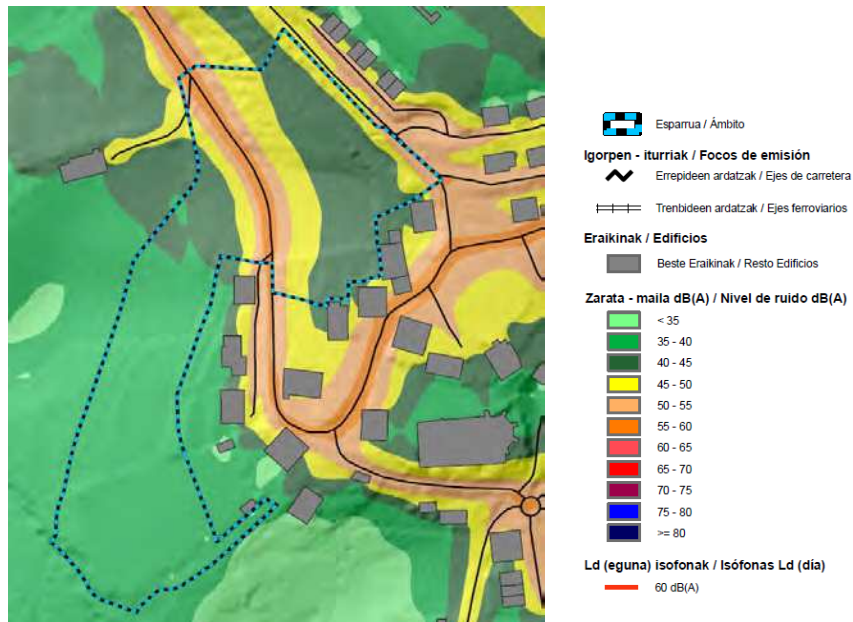 Esparrua / Ámbito
Igorpen - iturriak / Focos de emisión
Errepideen ardatzak / Ejes de carretera
Trenbideen ardatzak / Ejes ferroviarios
Eraikinak / Edificios
Beste Eraikinak / Resto Edificios
Zarata - maila dB(A) / Nivel de ruido dB(A)
< 35
35 - 40
40 - 45
45 - 50
50 - 55
55 - 60
60 - 65
65 - 70
70 - 75
75 - 80
>= 80
Ld (eguna) isofonak / Isófonas Ld (día)
60 dB(A)